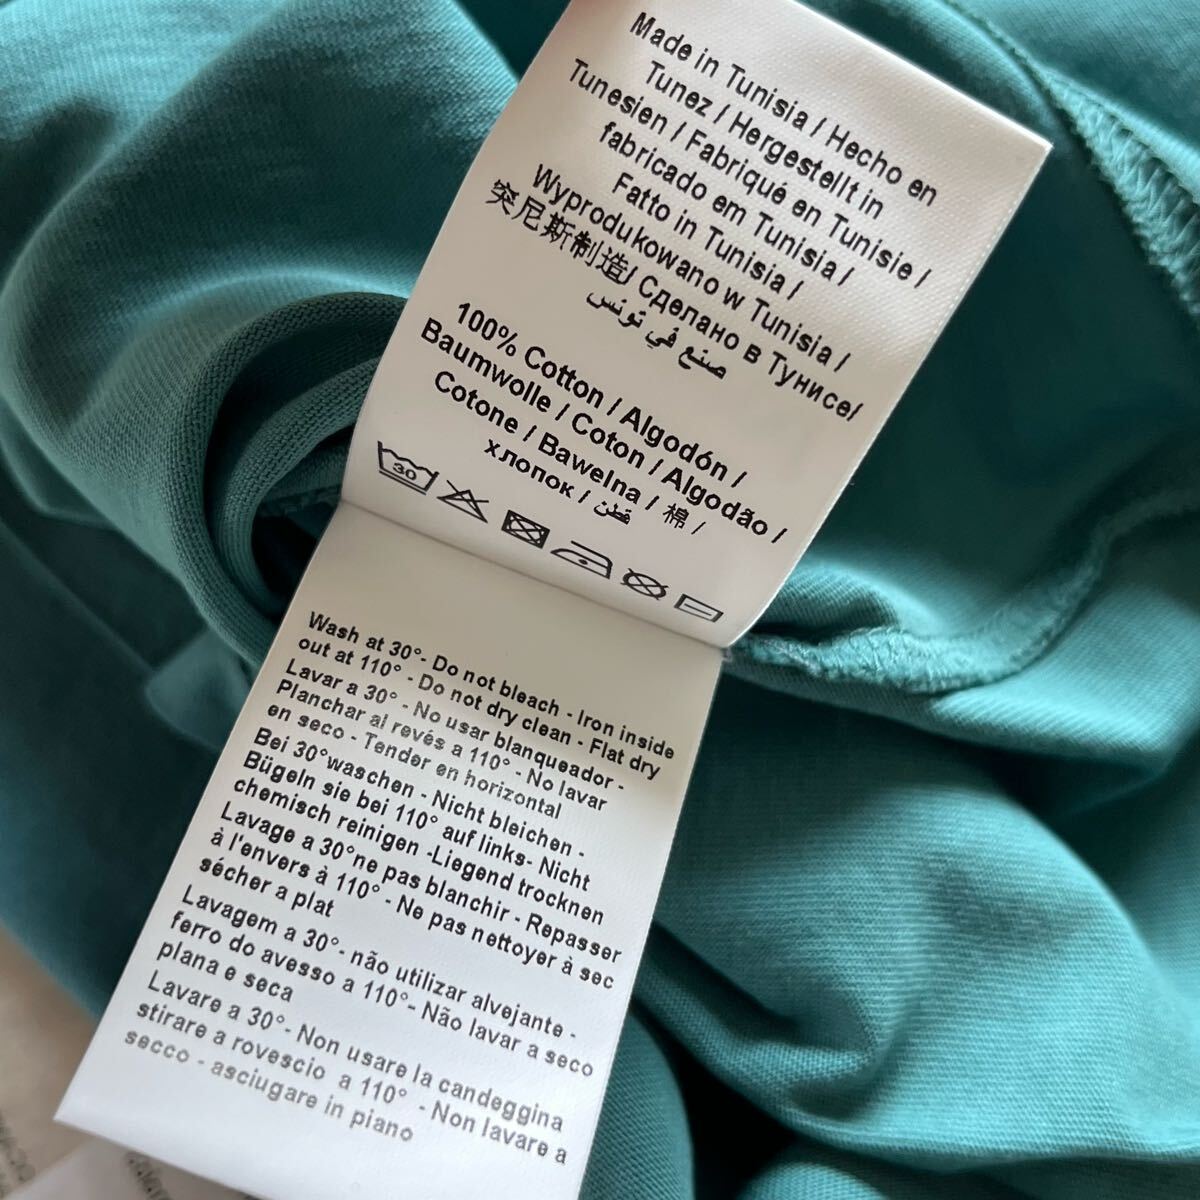 Made in Tunisia / Hecho en
Tunez / Hergestellt in
Tunesien / Fabriqué en Tunisie /
fabricado em Tunisia /
Fatto in Tunisia /
Wyprodukowano w Tunisia /
突尼斯制造/ Сделано в Тунисе/
صنع في تونس
100% Cotton / Algodón /
Baumwolle / Coton / Algodão /
Cotone / Bawelna / 棉 /
хлопок / قطن
30
Wash at 30°- Do not bleach - Iron inside
out at 110° - Do not dry clean - Flat dry
Lavar a 30° - No usar blanqueador -
Planchar al revés a 110° - No lavar
en seco - Tender en horizontal
Bei 30°waschen - Nicht bleichen -
Bügeln sie bei 110° auf links- Nicht
chemisch reinigen -Liegend trocknen
Lavage a 30°ne pas blanchir - Repasser
à l'envers à 110° - Ne pas nettoyer à sec
sécher a plat
Lavagem a 30°- não utilizar alvejante -
ferro do avesso a 110°- Não lavar a seco
plana e seca
Lavare a 30°- Non usare la candeggina
stirare a rovescio a 110° - Non lavare a
secco - asciugare in piano